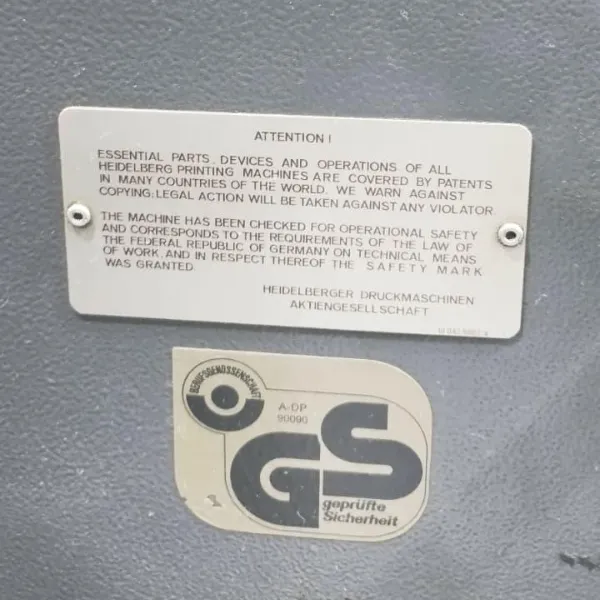 ATTENTION !
ESSENTIAL PARTS, DEVICES AND OPERATIONS OF ALL
HEIDELBERG PRINTING MACHINES ARE COVERED BY PATENTS
IN MANY COUNTRIES OF THE WORLD. WE WARN AGAINST
COPYING; LEGAL ACTION WILL BE TAKEN AGAINST ANY VIOLATOR
THE MACHINE HAS BEEN CHECKED FOR OPERATIONAL SAFETY
AND CORRESPONDS TO THE REQUIREMENTS OF THE LAW OF
THE FEDERAL REPUBLIC OF GERMANY ON TECHNICAL MEANS
OF WORK, AND IN RESPECT THEREOF THE SAFETY MARK
WAS GRANTED.
HEIDELBERGER DRUCKMASCHINEN
AKTIENGESELLSCHAFT
BERUFSGENOSSENSCHAFT
A-DP
90090
GS
geprüfte
Sicherheit